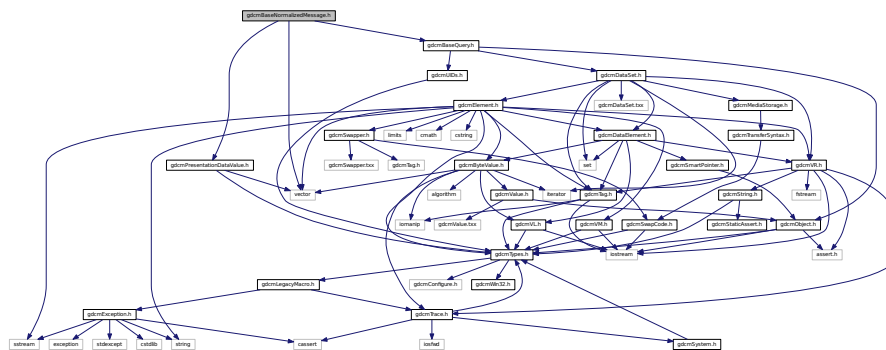 gdcmBaseNormalizedMessage.h
gdcmBaseQuery.h
gdcmUIDs.h
gdcmDataSet.h
gdcmElement.h
gdcmDataSet.txx
gdcmMediaStorage.h
gdcmSwapper.h
limits
cmath
cstring
gdcmDataElement.h
gdcmTransferSyntax.h
gdcmPresentationDataValue.h
gdcmSwapper.txx
gdcmTag.h
gdcmByteValue.h
set
gdcmSmartPointer.h
gdcmVR.h
vector
algorithm
gdcmValue.h
iterator
gdcmTag.h
gdcmString.h
fstream
iomanip
gdcmValue.txx
gdcmVL.h
gdcmVM.h
gdcmSwapCode.h
gdcmStaticAssert.h
gdcmObject.h
gdcmTypes.h
iostream
assert.h
gdcmLegacyMacro.h
gdcmConfigure.h
gdcmWin32.h
gdcmException.h
gdcmTrace.h
sstream
exception
stdexcept
cstdlib
string
cassert
iosfwd
gdcmSystem.h